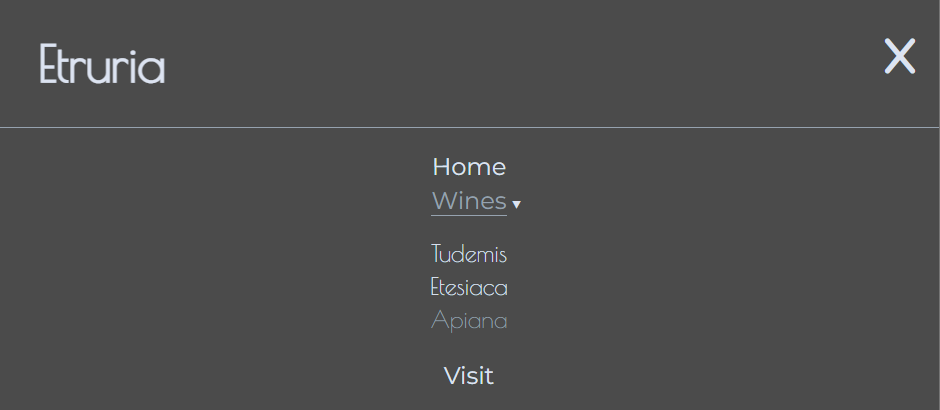 Etruria
X
Home
Wines ▾
Tudemis
Etesiaca
Apiana
Visit